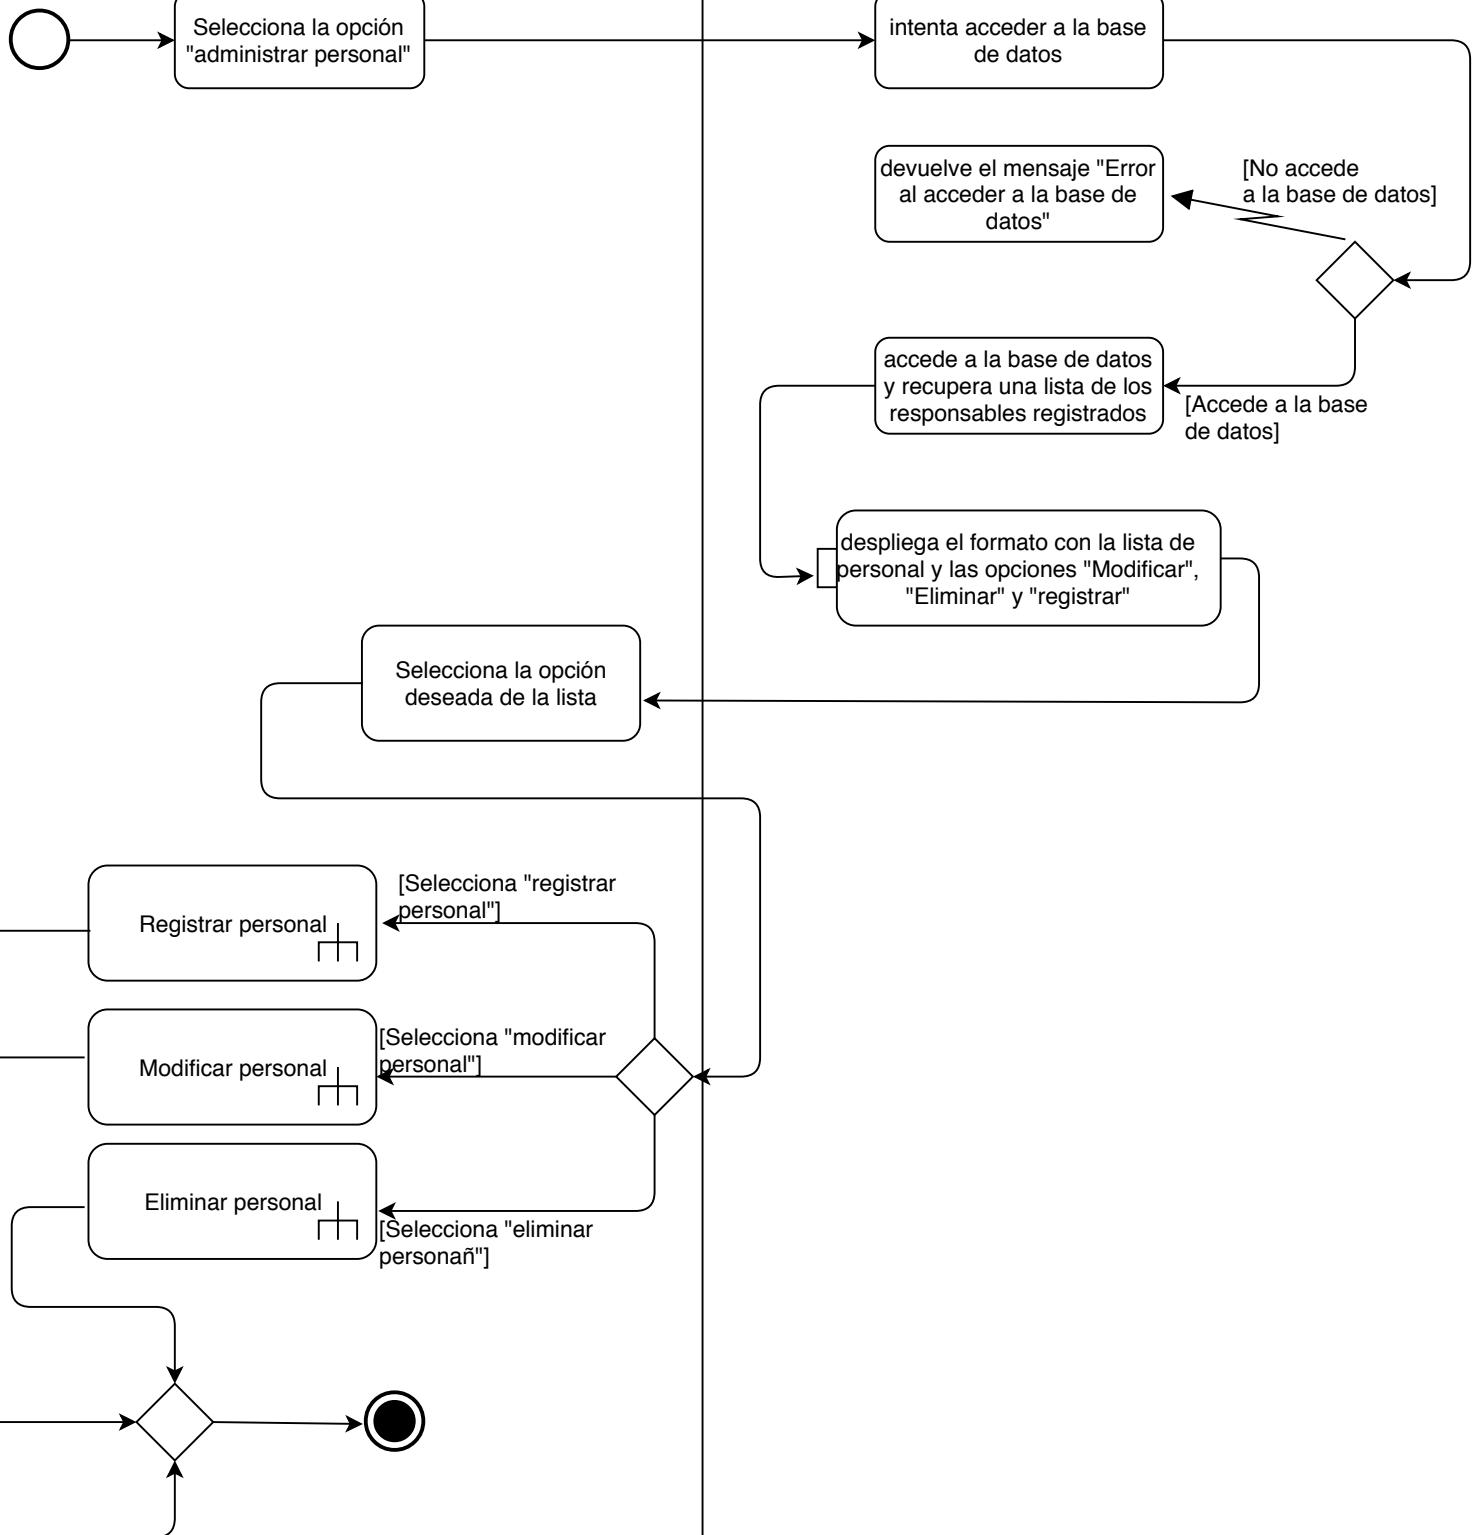 Selecciona la opción
"administrar personal"
intenta acceder a la base
de datos
devuelve el mensaje "Error
al acceder a la base de
datos"
[No accede
a la base de datos]
accede a la base de datos
y recupera una lista de los
responsables registrados
[Accede a la base
de datos]
despliega el formato con la lista de
personal y las opciones "Modificar",
"Eliminar" y "registrar"
Selecciona la opción
deseada de la lista
Registrar personal
[Selecciona "registrar
personal"]
Modificar personal
[Selecciona "modificar
personal"]
Eliminar personal
[Selecciona "eliminar
personañ"]